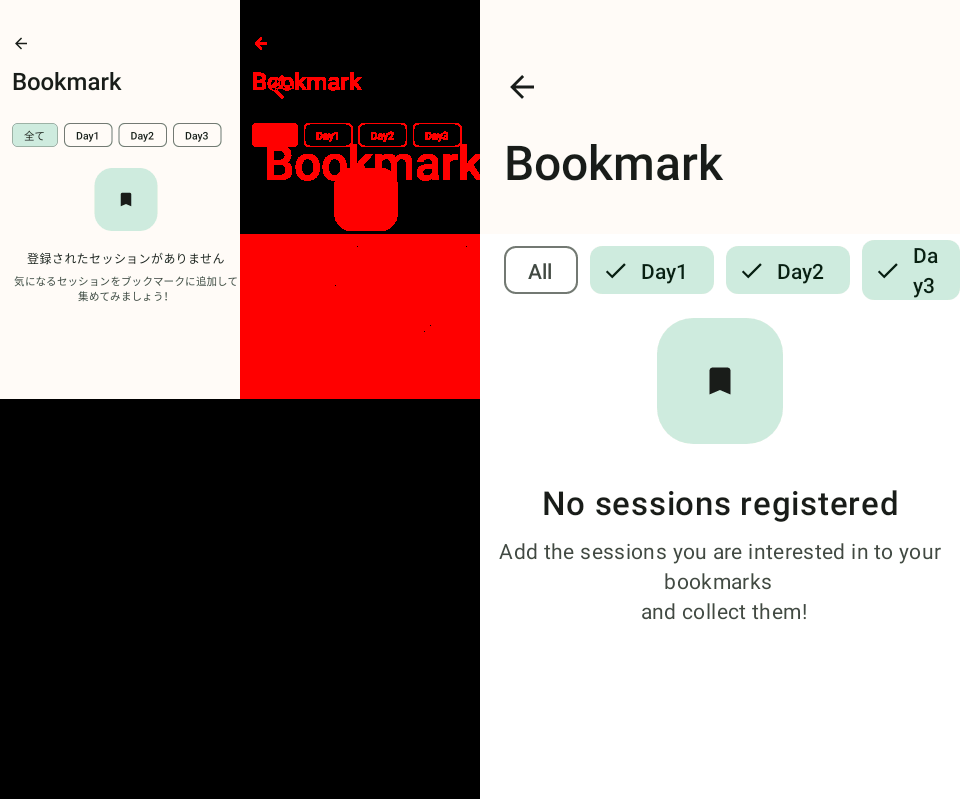 Bookmark
全て Day1 Day2 Day3
登録されたセッションがありません
気になるセッションをブックマークに追加して
集めてみましょう!
Bookmark
Day1 Day2 Day3
Bookmark
Bookmark
All Day1 Day2 Da
y3
No sessions registered
Add the sessions you are interested in to your
bookmarks
and collect them!